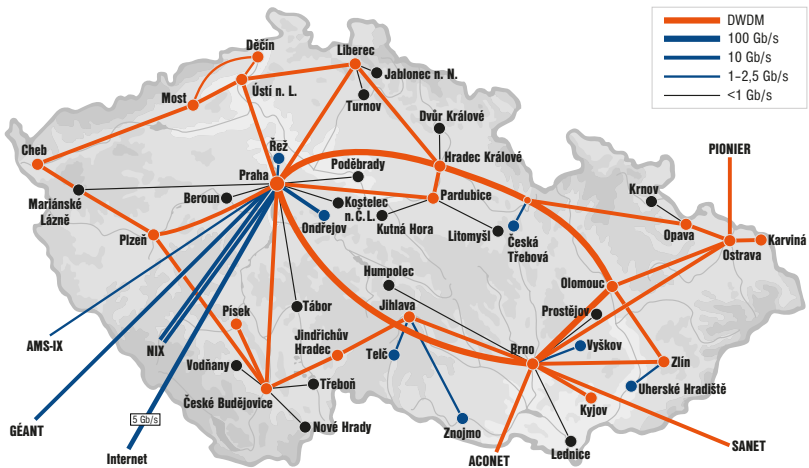 DWDM
100 Gb/s
10 Gb/s
1–2,5 Gb/s
<1 Gb/s
Děčín
Liberec
Jablonec n. N.
Most
Ústí n. L.
Turnov
Dvůr Králové
Řež
Cheb
Praha
Poděbrady
Hradec Králové
PIONIER
Mariánské
Lázně
Beroun
Kostelec
n.Č.L.
Pardubice
Krnov
Ondřejov
Kutná Hora
Litomyšl
Česká
Třebová
Opava
Ostrava
Karviná
Plzeň
Humpolec
Olomouc
Písek
Tábor
Jihlava
Prostějov
AMS-IX
NIX
Jindřichův
Hradec
Telč
Brno
Vyškov
Zlín
Vodňany
Třeboň
Uherské Hradiště
České Budějovice
Kyjov
GÉANT
5 Gb/s
Nové Hrady
Znojmo
Lednice
SANET
Internet
ACONET